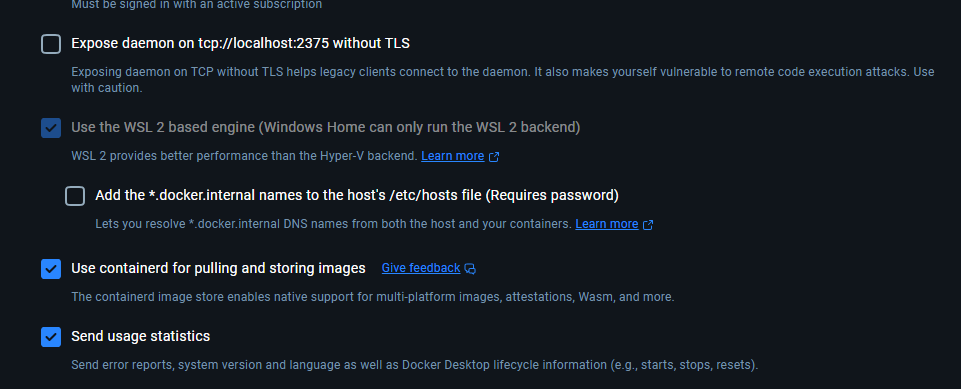 Must be signed in with an active subscription
Expose daemon on tcp://localhost:2375 without TLS
Exposing daemon on TCP without TLS helps legacy clients connect to the daemon. It also makes yourself vulnerable to remote code execution attacks. Use
with caution.
Use the WSL 2 based engine (Windows Home can only run the WSL 2 backend)
WSL 2 provides better performance than the Hyper-V backend. Learn more
Add the *.docker.internal names to the host's /etc/hosts file (Requires password)
Lets you resolve *.docker.internal DNS names from both the host and your containers. Learn more
Use containerd for pulling and storing images Give feedback
The containerd image store enables native support for multi-platform images, attestations, Wasm, and more.
Send usage statistics
Send error reports, system version and language as well as Docker Desktop lifecycle information (e.g., starts, stops, resets).